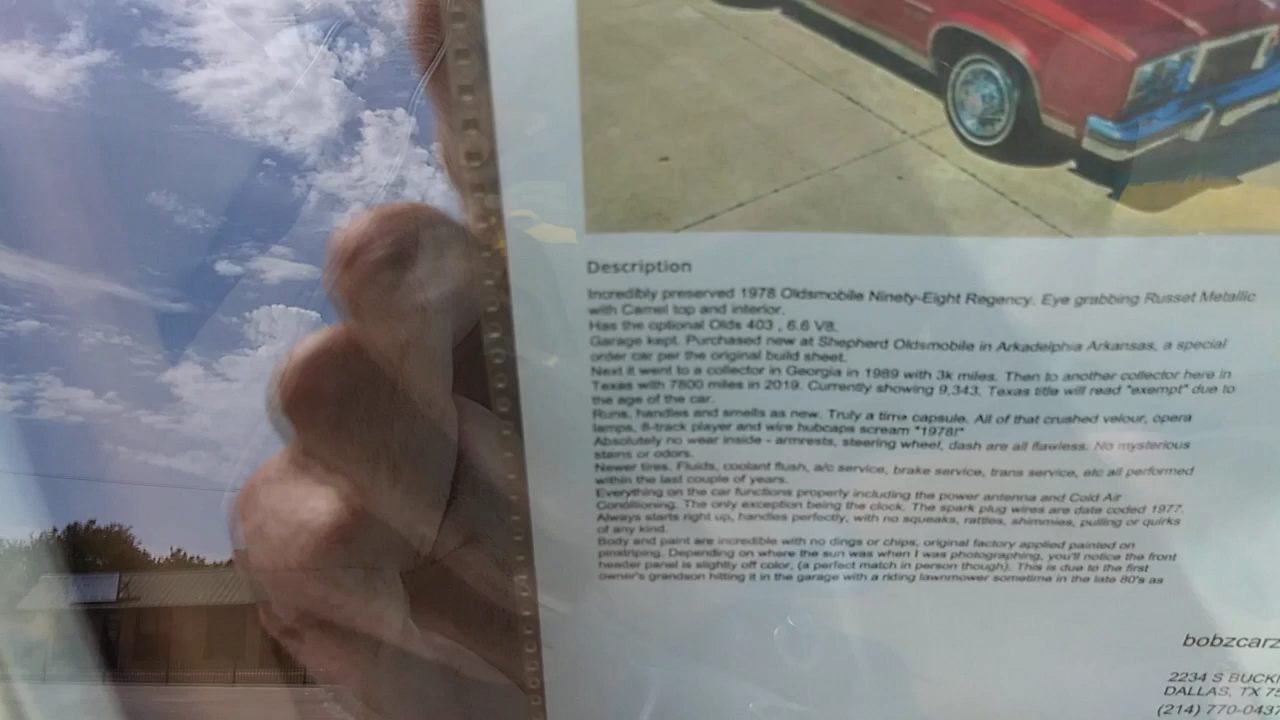 Description
Incredibly preserved 1978 Oldsmobile Ninety-Eight Regency. Eye grabbing Russet Metallic
with Camel top and interior.
Has the optional Olds 403 , 6.6 V8.
Garage kept. Purchased new at Shepherd Oldsmobile in Arkadelphia Arkansas, a special
order car per the original build sheet.
Next it went to a collector in Georgia in 1989 with 3k miles. Then to another collector here in
Texas with 7800 miles in 2019. Currently showing 9,343. Texas title will read "exempt" due to
the age of the car.
Runs, handles and smells as new. Truly a time capsule. All of that crushed velour, opera
lamps, 8-track player and wire hubcaps scream "1978!"
Absolutely no wear inside - armrests, steering wheel, dash are all flawless. No mysterious
stains or odors.
Newer tires. Fluids, coolant flush, a/c service, brake service, trans service, etc all performed
within the last couple of years.
Everything on the car functions properly including the power antenna and Cold Air
Conditioning. The only exception being the clock. The spark plug wires are date coded 1977.
Always starts right up, handles perfectly, with no squeaks, rattles, shimmies, pulling or quirks
of any kind.
Body and paint are incredible with no dings or chips, original factory applied painted on
pinstriping. Depending on where the sun was when I was photographing, you'll notice the front
header panel is slightly off color, (a perfect match in person though). This is due to the first
owner's grandson hitting it in the garage with a riding lawnmower sometime in the late 80's as
bobzcarz
2234 S BUCK
DALLAS, TX 75
(214) 770-0437